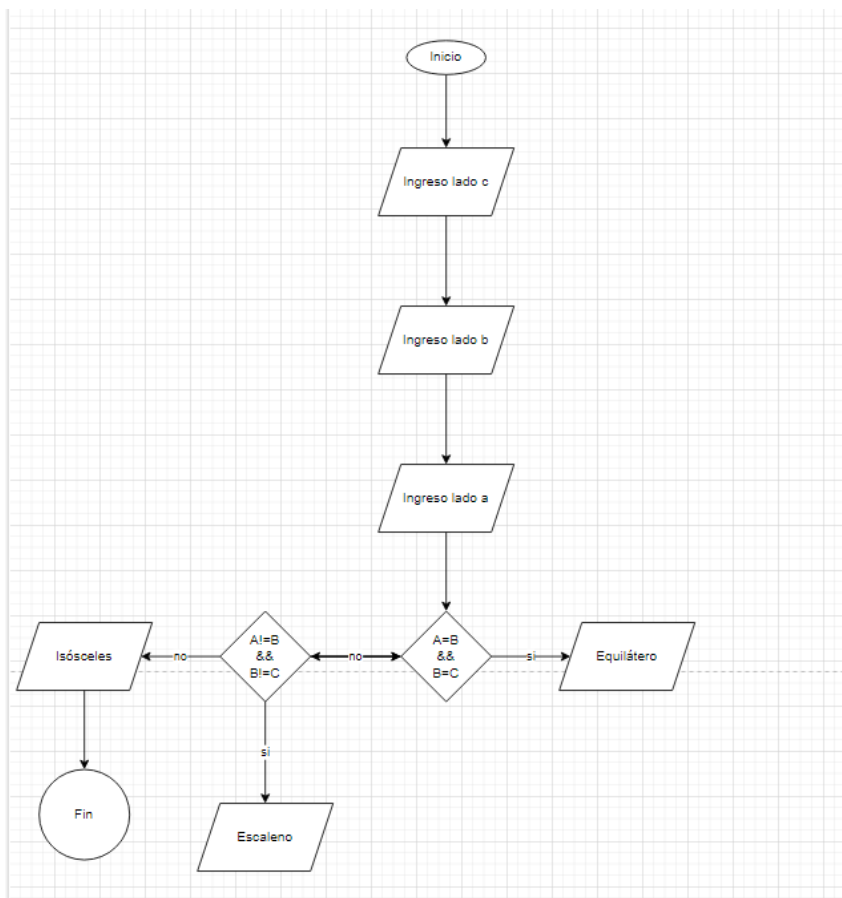 Inicio
Ingreso lado c
Ingreso lado b
Ingreso lado a
A=B
&&
B=C
si
Equilátero
no
A!=B
&&
B!=C
no
Isósceles
Fin
si
Escaleno